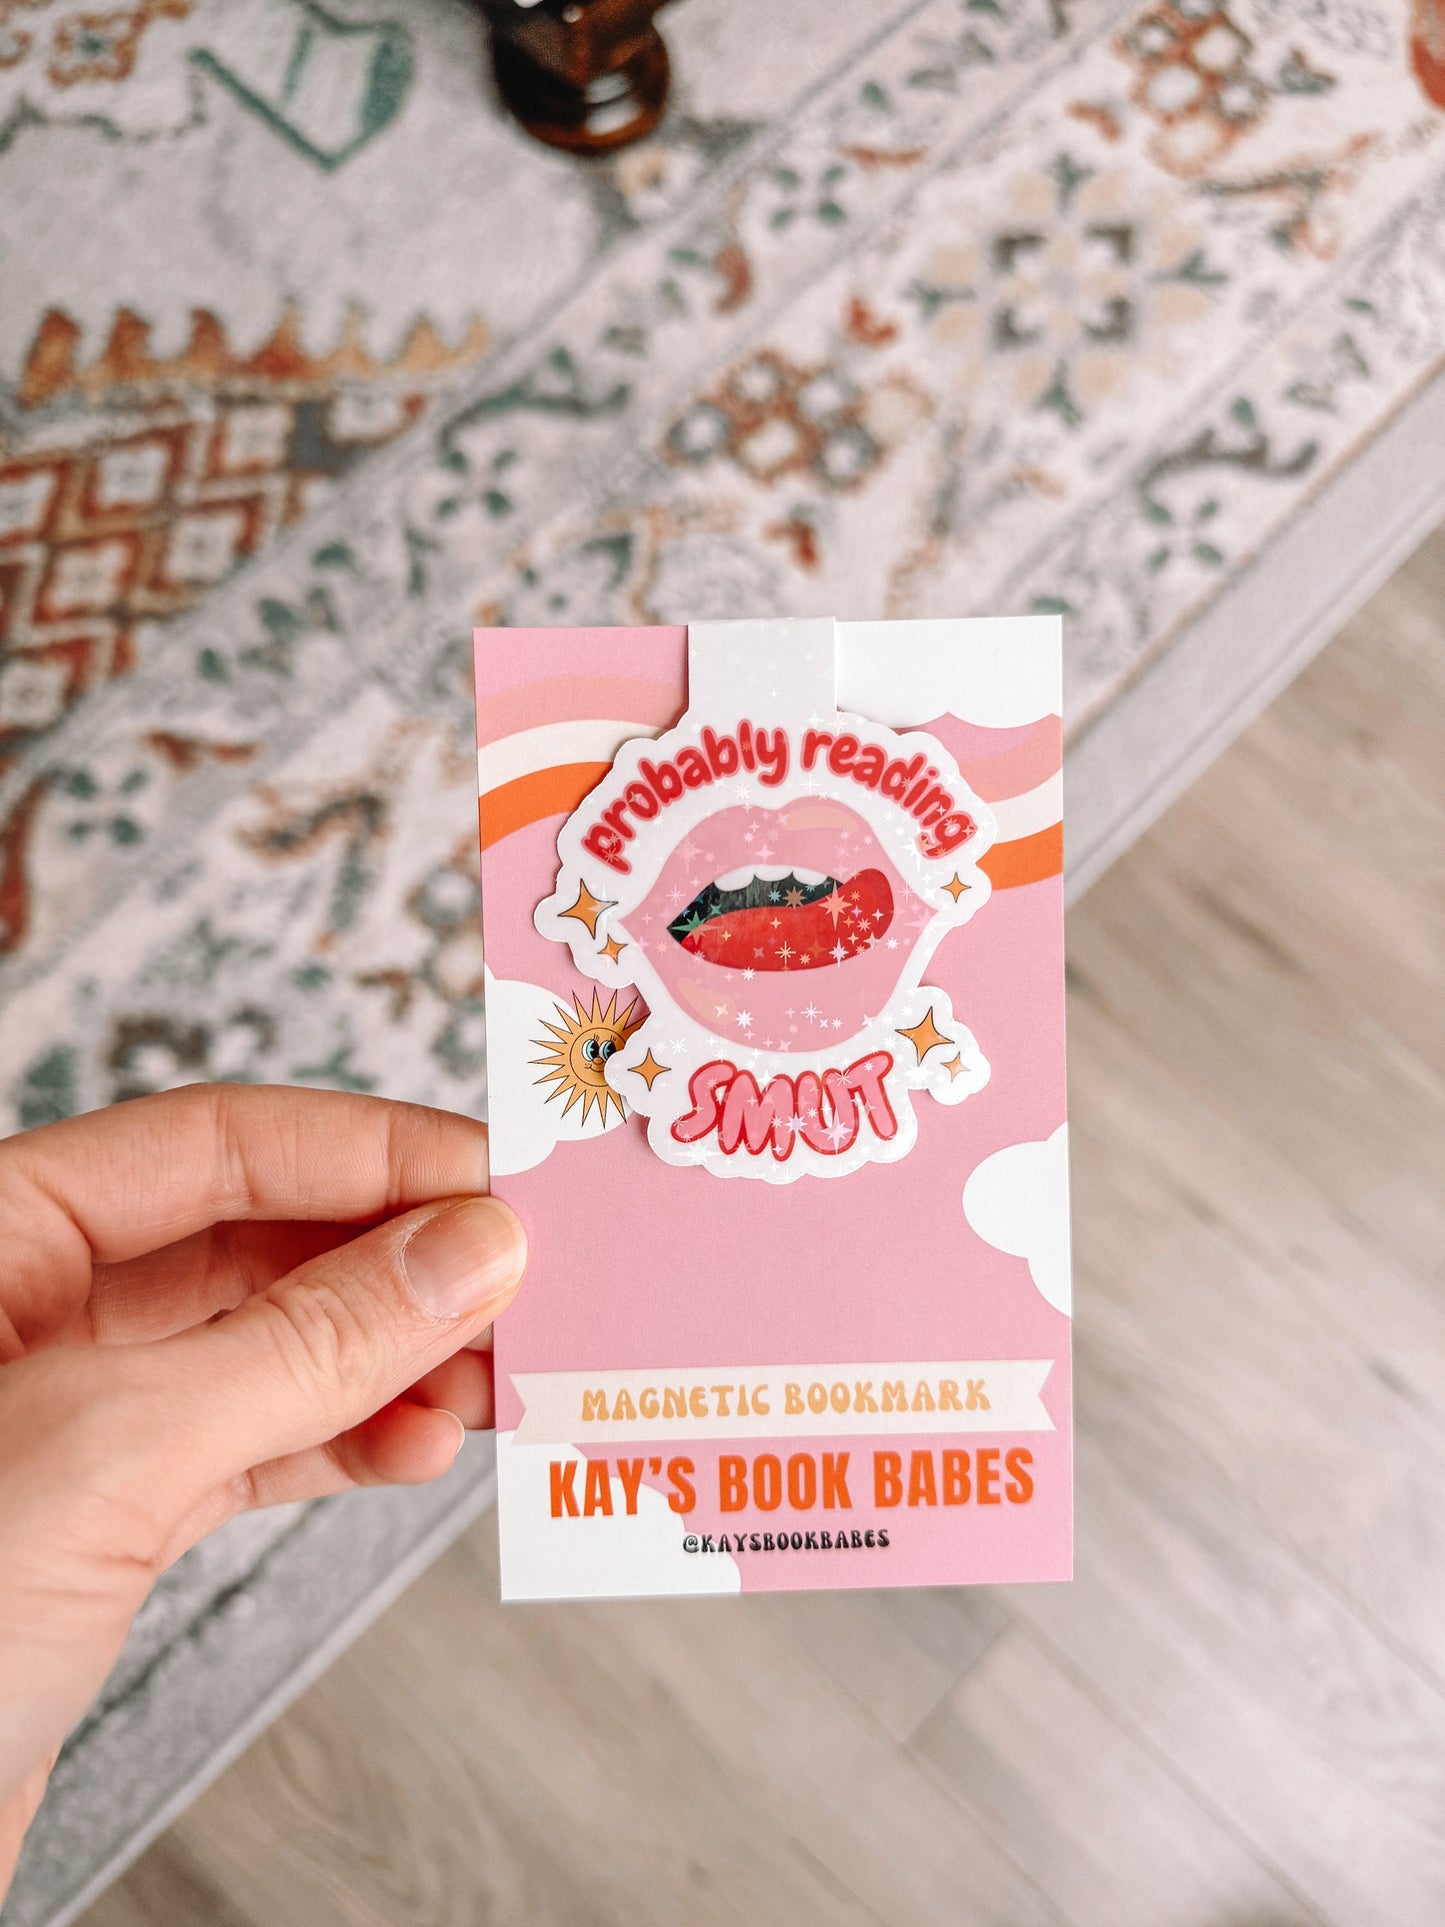 probably reading
SMUT
MAGNETIC BOOKMARK
KAY'S BOOK BABES
@KAYSBOOKBABES